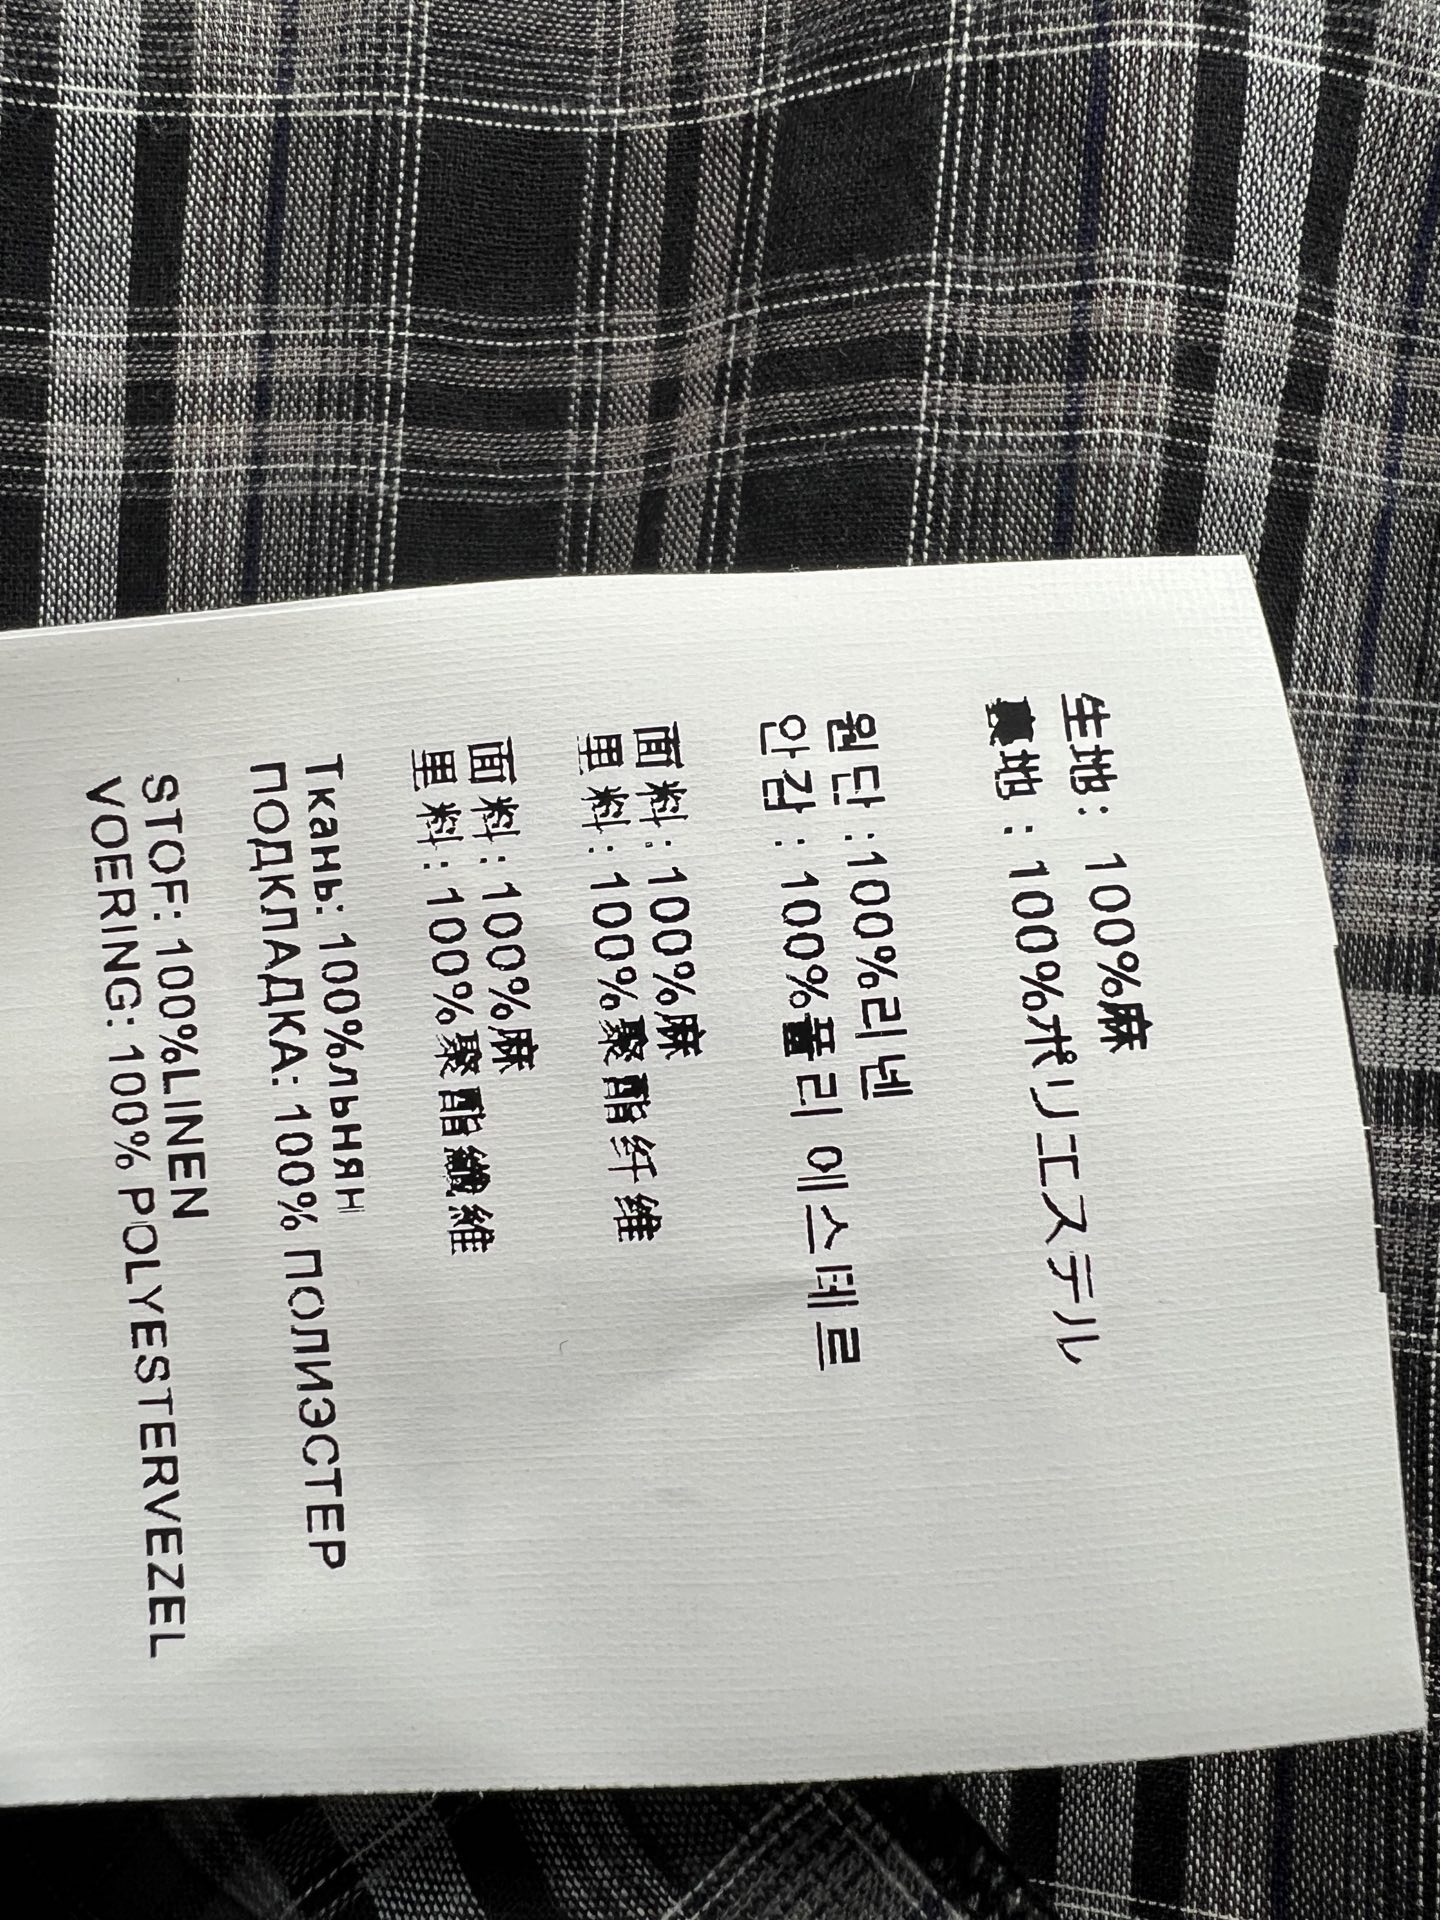 生地: 100%麻
裏地 : 100%ポリエステル
원단:100%리넨
안감:100%폴리 에스테르
面料:100%麻
里料:100%聚酯纤维
面料:100%麻
里料:100%聚酯纖維
Ткань: 100%льнян
ПОДКЛАДКА: 100% ПОЛИЭСТЕР
STOF: 100%LINEN
VOERING: 100% POLYESTERVEZEL